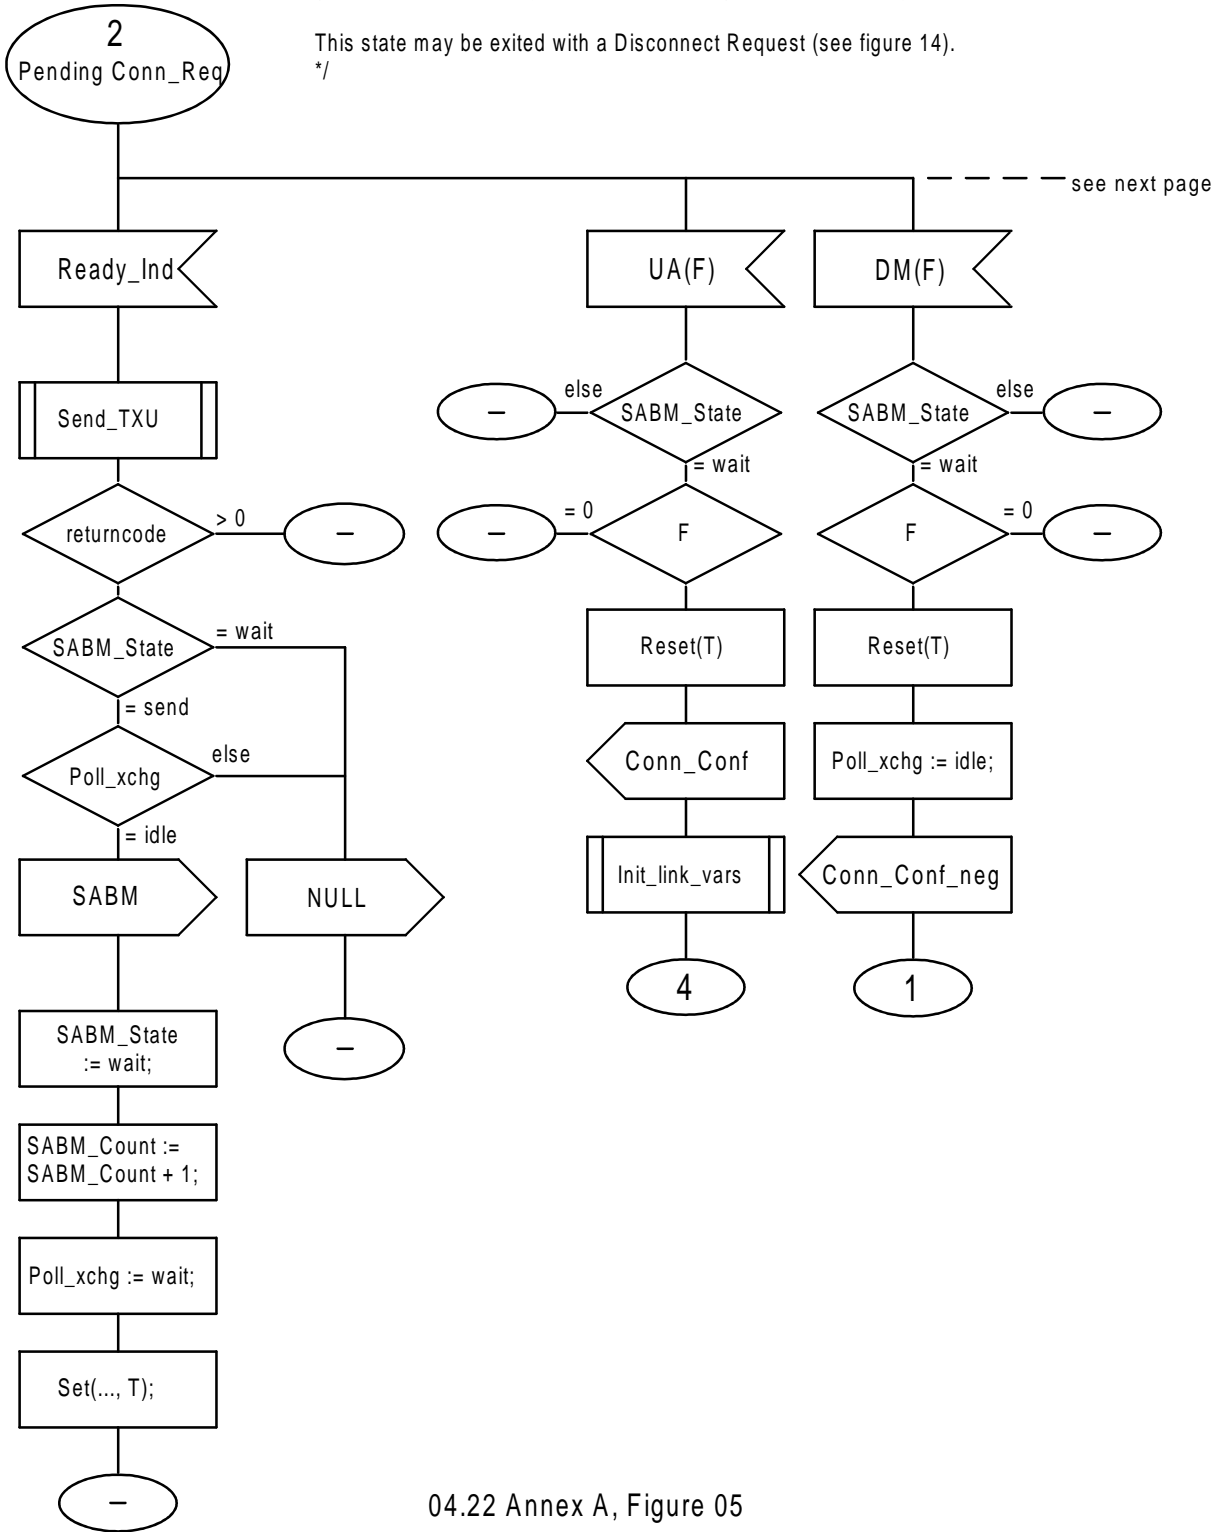 2
Pending Conn_Req
This state may be exited with a Disconnect Request (see figure 14).
*/
see next page
Ready_Ind
UA(F)
DM(F)
Send_TXU
else
SABM_State
–
= wait
SABM_State
else
–
= wait
returncode
> 0
–
= 0
–
F
F
= 0
–
SABM_State
= wait
= send
Reset(T)
Reset(T)
Poll_xchg
else
= idle
Conn_Conf
Poll_xchg := idle;
SABM
NULL
Init_link_vars
Conn_Conf_neg
4
1
SABM_State
:= wait;
–
SABM_Count :=
SABM_Count + 1;
Poll_xchg := wait;
Set(..., T);
–
04.22 Annex A, Figure 05